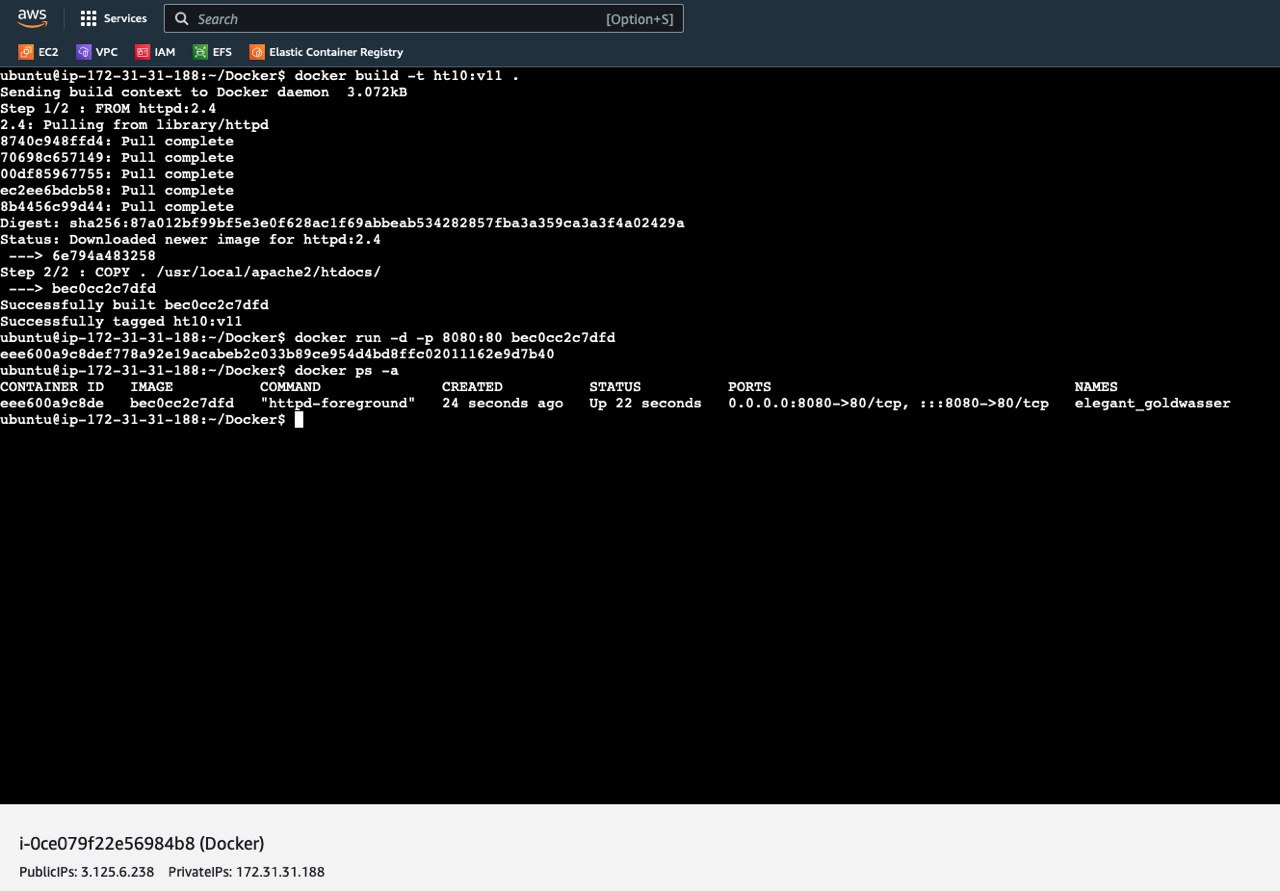 aws Services Search [Option+S]
EC2 VPC IAM EFS Elastic Container Registry
ubuntu@ip-172-31-31-188:~/Docker$ docker build -t ht10:v11 .
Sending build context to Docker daemon  3.072kB
Step 1/2 : FROM httpd:2.4
2.4: Pulling from library/httpd
8740c948ffd4: Pull complete
70698c657149: Pull complete
00df85967755: Pull complete
ec2ee6bdcb58: Pull complete
8b4456c99d44: Pull complete
Digest: sha256:87a012bf99bf5e3e0f628ac1f69abbeab534282857fba3a359ca3a3f4a02429a
Status: Downloaded newer image for httpd:2.4
 ---> 6e794a483258
Step 2/2 : COPY . /usr/local/apache2/htdocs/
 ---> bec0cc2c7dfd
Successfully built bec0cc2c7dfd
Successfully tagged ht10:v11
ubuntu@ip-172-31-31-188:~/Docker$ docker run -d -p 8080:80 bec0cc2c7dfd
eee600a9c8def778a92e19acabeb2c033b89ce954d4bd8ffc02011162e9d7b40
ubuntu@ip-172-31-31-188:~/Docker$ docker ps -a
CONTAINER ID   IMAGE          COMMAND              CREATED          STATUS          PORTS                                   NAMES
eee600a9c8de   bec0cc2c7dfd   "httpd-foreground"   24 seconds ago   Up 22 seconds   0.0.0.0:8080->80/tcp, :::8080->80/tcp   elegant_goldwasser
ubuntu@ip-172-31-31-188:~/Docker$
i-0ce079f22e56984b8 (Docker)
PublicIPs: 3.125.6.238 PrivateIPs: 172.31.31.188